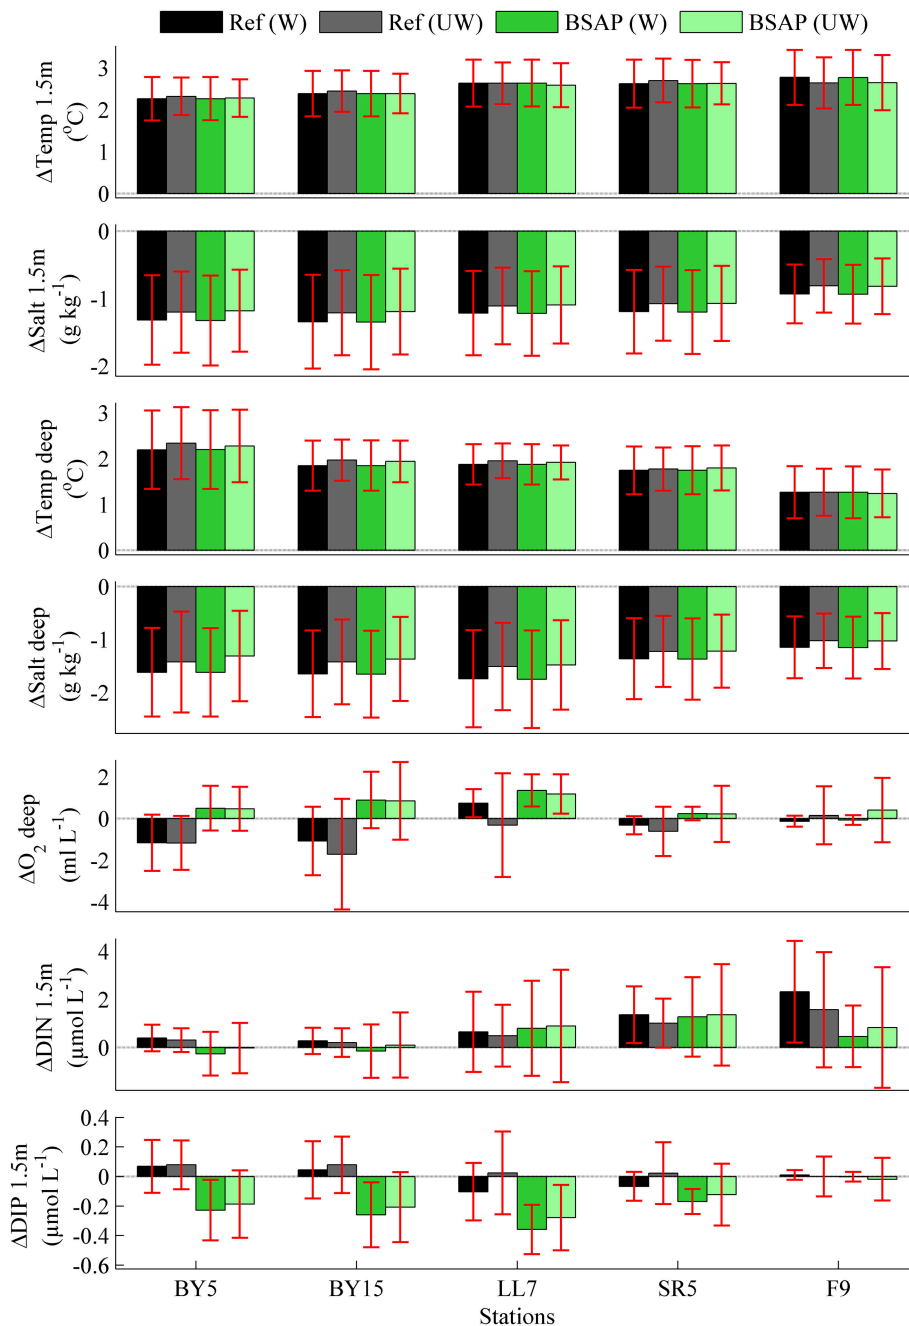 Ref (W) Ref (UW) BSAP (W) BSAP (UW)
ΔTemp 1.5m
(°C)
3
2
1
0
ΔSalt 1.5m
(g kg⁻¹)
0
-1
-2
ΔTemp deep
(°C)
3
2
1
0
ΔSalt deep
(g kg⁻¹)
0
-1
-2
ΔO₂ deep
(ml L⁻¹)
2
0
-2
-4
ΔDIN 1.5m
(μmol L⁻¹)
4
2
0
ΔDIP 1.5m
(μmol L⁻¹)
0.4
0.2
0
-0.2
-0.4
-0.6
BY5 BY15 LL7 SR5 F9
Stations